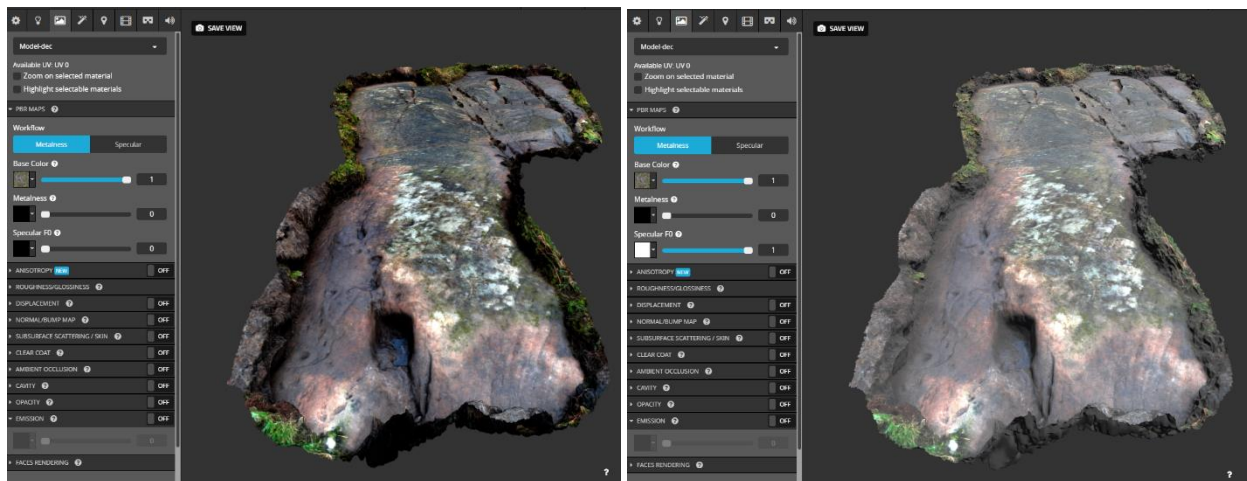 SAVE VIEW
Model-dec
Available UV: UV 0
Zoom on selected material
Highlight selectable materials
PBR MAPS
Workflow
Metalness Specular
Base Color
1
Metalness
0
Specular F0
0
ANISOTROPY NEW OFF
ROUGHNESS/GLOSSINESS
DISPLACEMENT OFF
NORMAL/BUMP MAP OFF
SUBSURFACE SCATTERING / SKIN OFF
CLEAR COAT OFF
AMBIENT OCCLUSION OFF
CAVITY OFF
OPACITY OFF
EMISSION OFF
0
FACES RENDERING
?
SAVE VIEW
Model-dec
Available UV: UV 0
Zoom on selected material
Highlight selectable materials
PBR MAPS
Workflow
Metalness Specular
Base Color
1
Metalness
0
Specular F0
1
ANISOTROPY NEW OFF
ROUGHNESS/GLOSSINESS
DISPLACEMENT OFF
NORMAL/BUMP MAP OFF
SUBSURFACE SCATTERING / SKIN OFF
CLEAR COAT OFF
AMBIENT OCCLUSION OFF
CAVITY OFF
OPACITY OFF
EMISSION OFF
0
FACES RENDERING
?